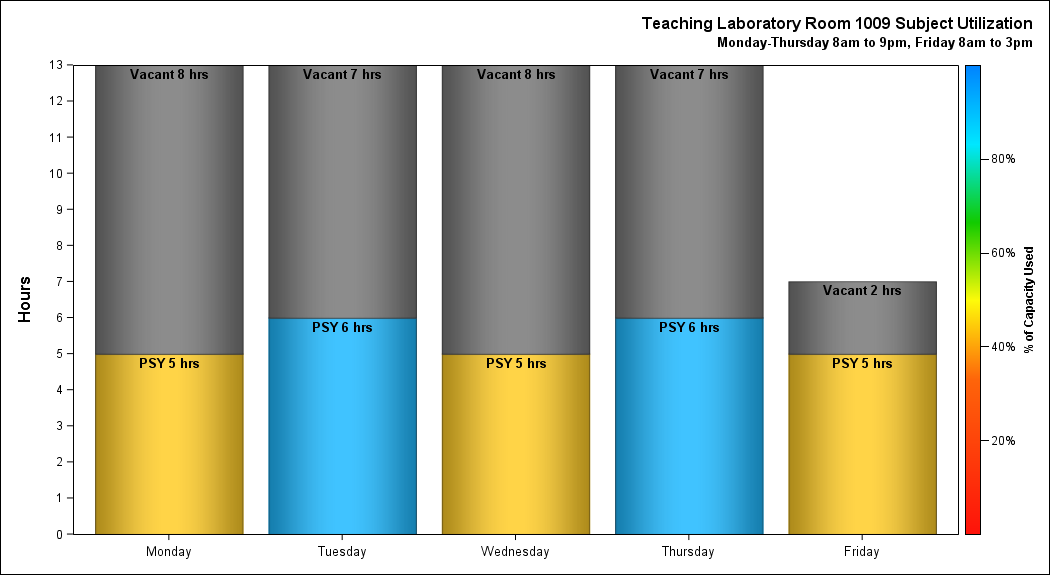 Teaching Laboratory Room 1009 Subject Utilization
Monday-Thursday 8am to 9pm, Friday 8am to 3pm
Hours
13
12
11
10
9
8
7
6
5
4
3
2
1
0
Vacant 8 hrs
PSY 5 hrs
Vacant 7 hrs
PSY 6 hrs
Vacant 8 hrs
PSY 5 hrs
Vacant 7 hrs
PSY 6 hrs
Vacant 2 hrs
PSY 5 hrs
Monday
Tuesday
Wednesday
Thursday
Friday
80%
60%
40%
20%
% of Capacity Used